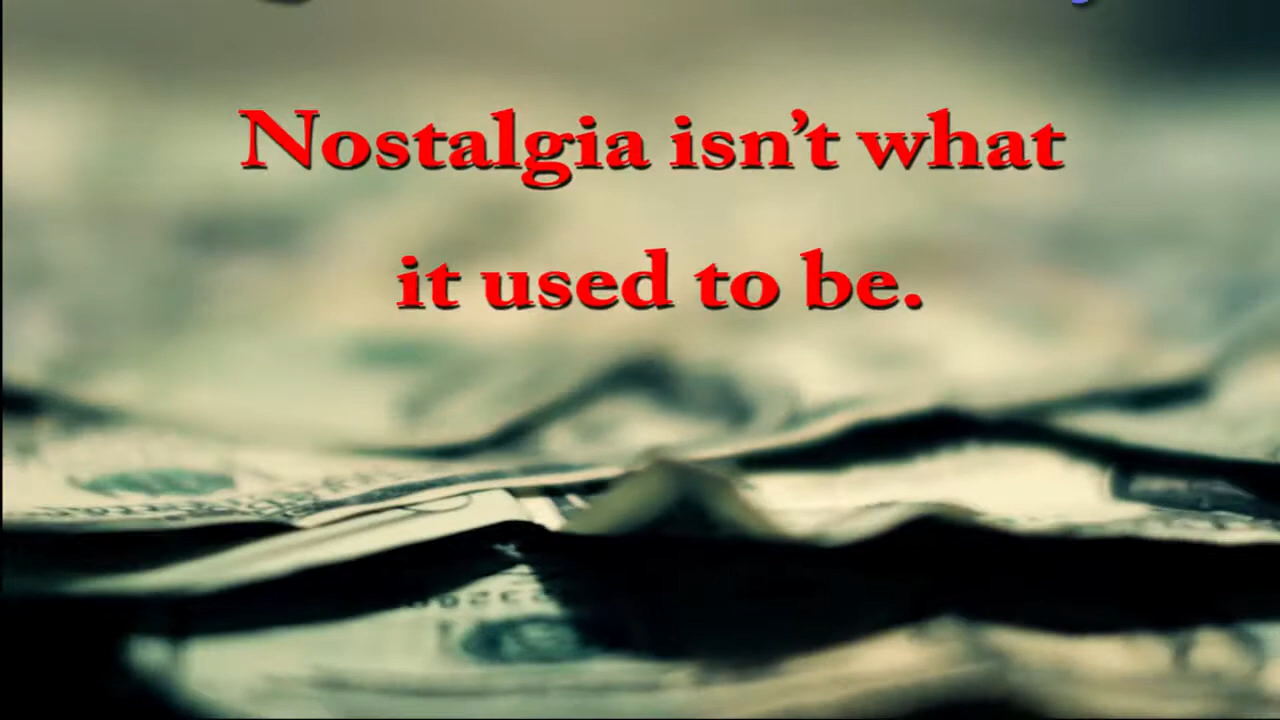 Nostalgia isn’t what
it used to be.